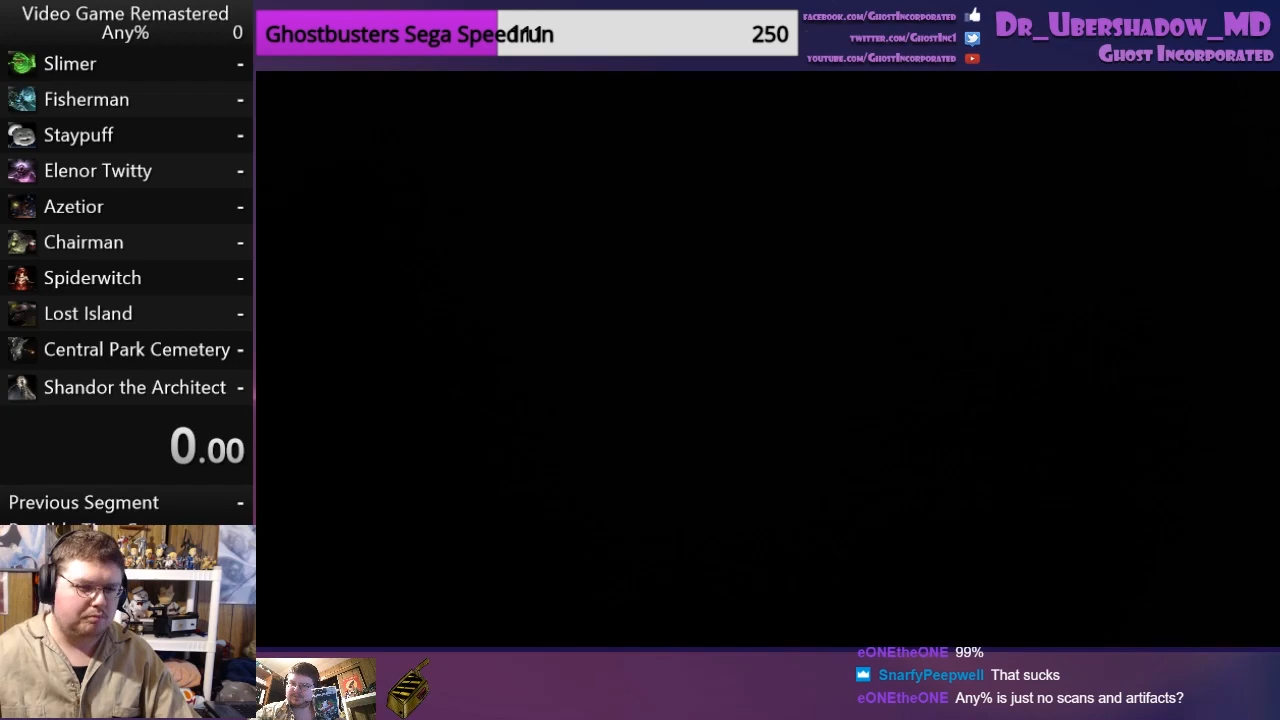 Video Game Remastered
Any% 0
Slimer -
Fisherman -
Staypuff -
Elenor Twitty -
Azetior -
Chairman -
Spiderwitch -
Lost Island -
Central Park Cemetery -
Shandor the Architect -
0.00
Previous Segment -
Ghostbusters Sega Speedrun
250
facebook.com/GhostIncorporated
twitter.com/GhostInc1
youtube.com/GhostIncorporated
Dr_Ubershadow_MD
Ghost Incorporated
eONEtheONE 99%
SnarfyPeepwell That sucks
eONEtheONE Any% is just no scans and artifacts?